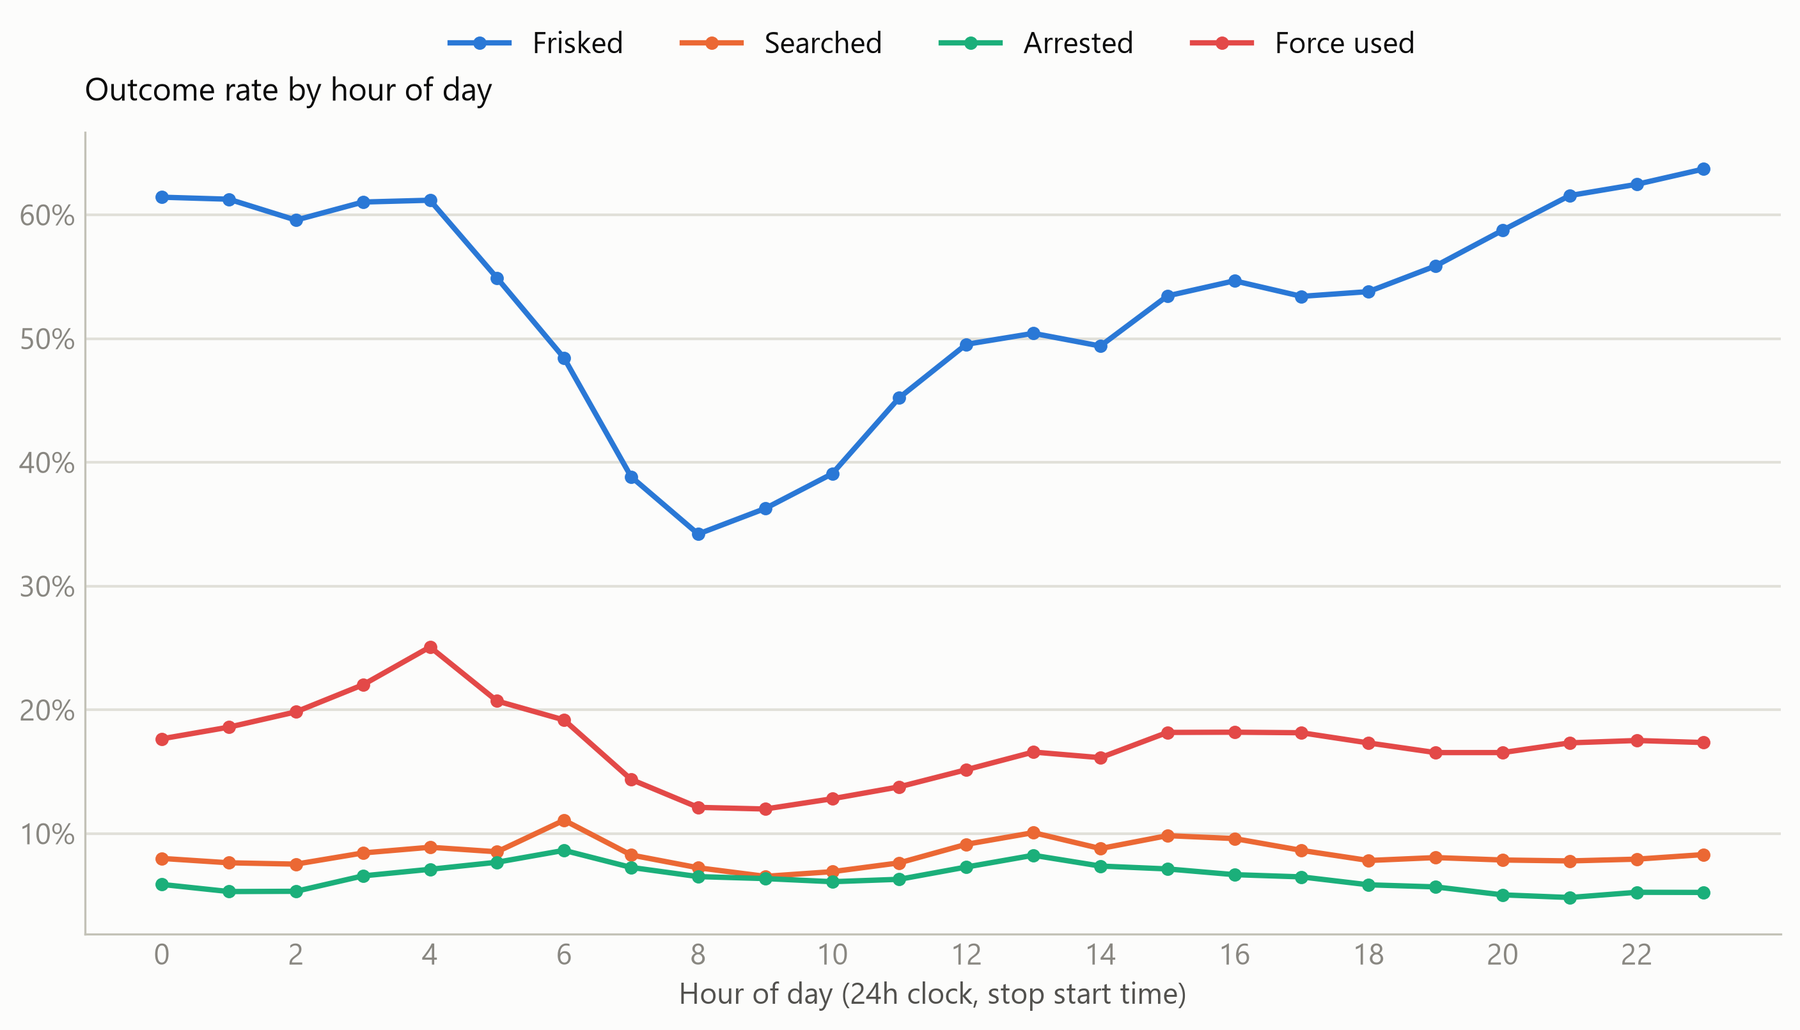 Frisked Searched Arrested Force used
Outcome rate by hour of day
60%
50%
40%
30%
20%
10%
0 2 4 6 8 10 12 14 16 18 20 22
Hour of day (24h clock, stop start time)